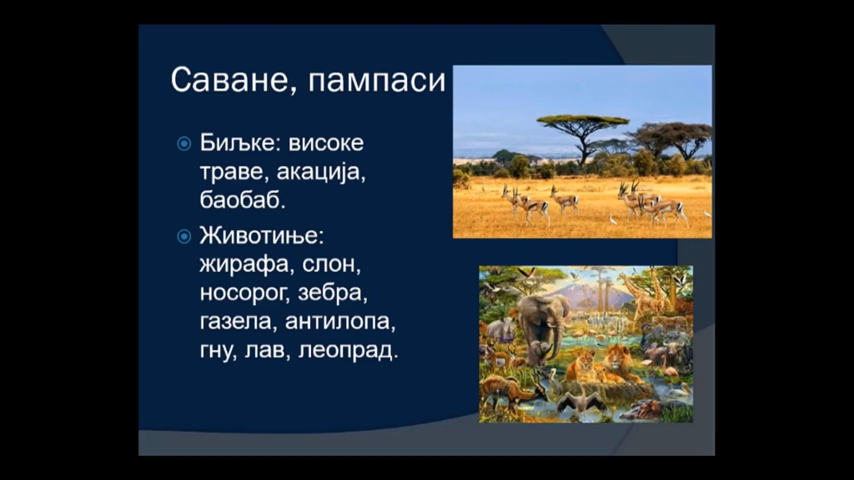 Саване, пампаси
Биљке: високе
траве, акација,
баобаб.
Животиње:
жирафа, слон,
носорог, зебра,
газела, антилопа,
гну, лав, леопрад.